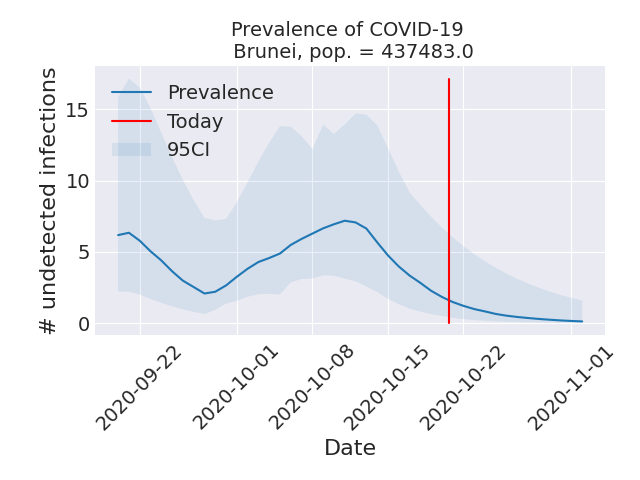 Prevalence of COVID-19
Brunei, pop. = 437483.0
# undetected infections
15
10
5
0
Prevalence
Today
95CI
2020-09-22
2020-10-01
2020-10-08
2020-10-15
2020-10-22
2020-11-01
Date